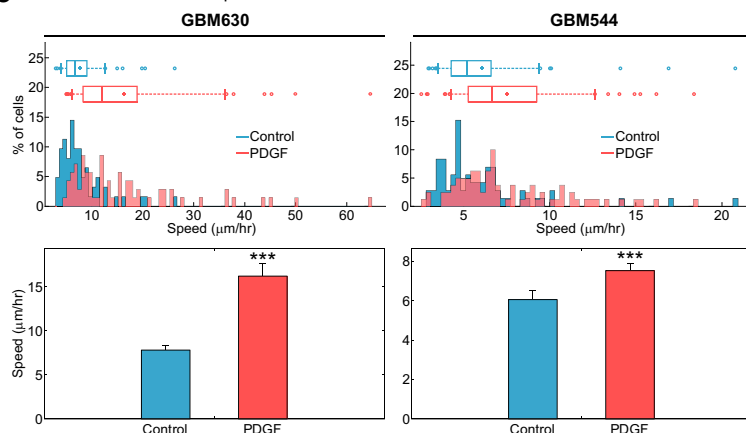 GBM630
GBM544
25
20
15
10
5
0
% of cells
Control
PDGF
10 20 30 40 50 60
Speed (μm/hr)
25
20
15
10
5
0
Control
PDGF
5 10 15 20
Speed (μm/hr)
15
10
5
0
Speed (μm/hr)
***
Control PDGF
8
6
4
2
0
***
Control PDGF